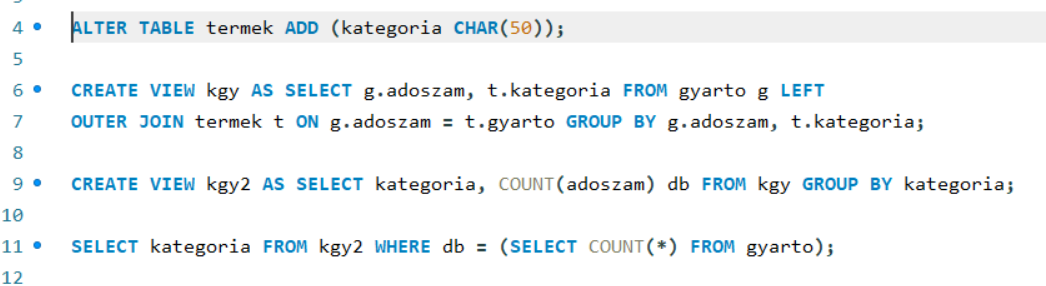 4 ALTER TABLE termek ADD (kategoria CHAR(50));
5
6 CREATE VIEW kgy AS SELECT g.adoszam, t.kategoria FROM gyarto g LEFT
7 OUTER JOIN termek t ON g.adoszam = t.gyarto GROUP BY g.adoszam, t.kategoria;
8
9 CREATE VIEW kgy2 AS SELECT kategoria, COUNT(adoszam) db FROM kgy GROUP BY kategoria;
10
11 SELECT kategoria FROM kgy2 WHERE db = (SELECT COUNT(*) FROM gyarto);
12